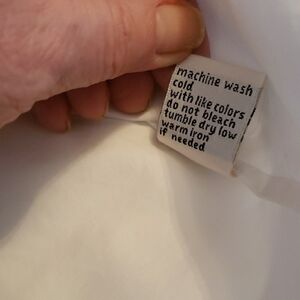 machine wash
cold
with like colors
do not bleach
tumble dry low
warm iron
if needed